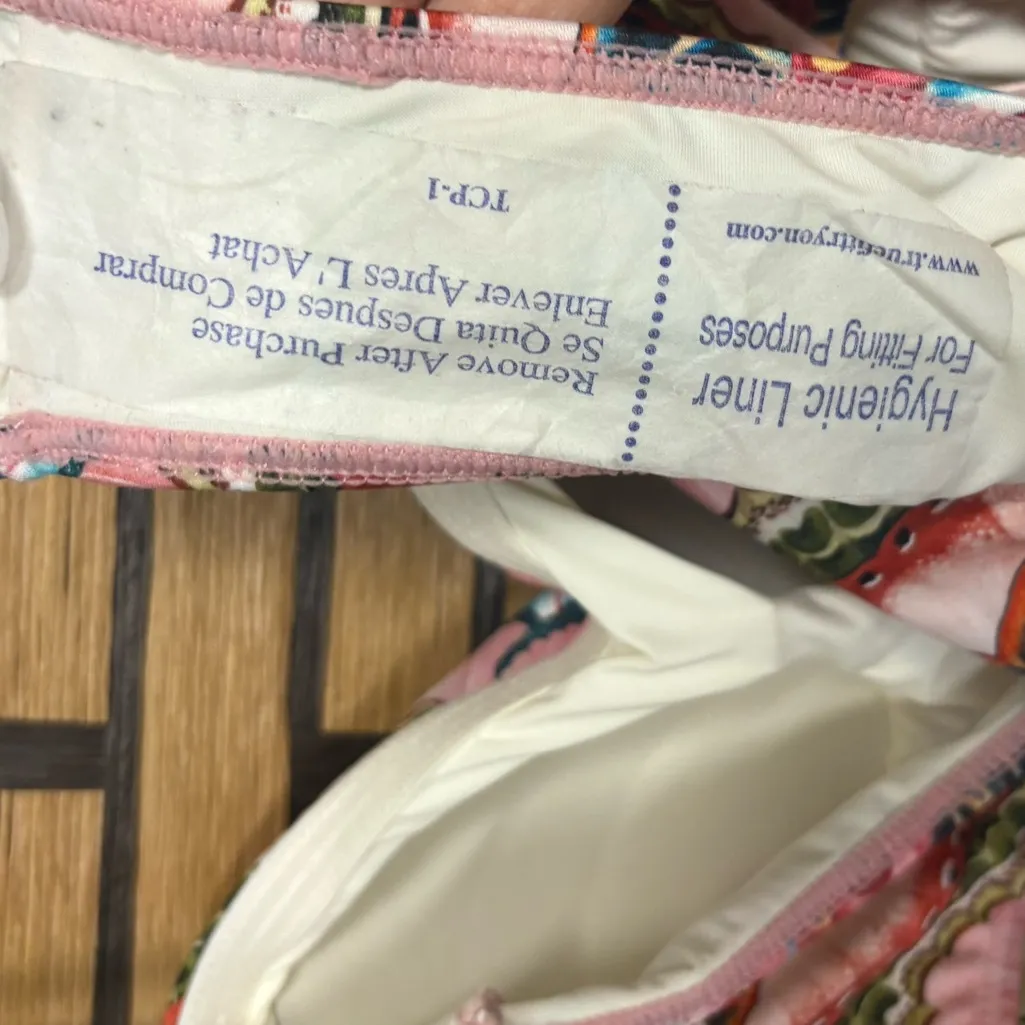 Hygienic Liner
For Fitting Purposes
www.truefittryon.com
Remove After Purchase
Se Quita Despues de Comprar
Enlever Apres L' Achat
TCP-1